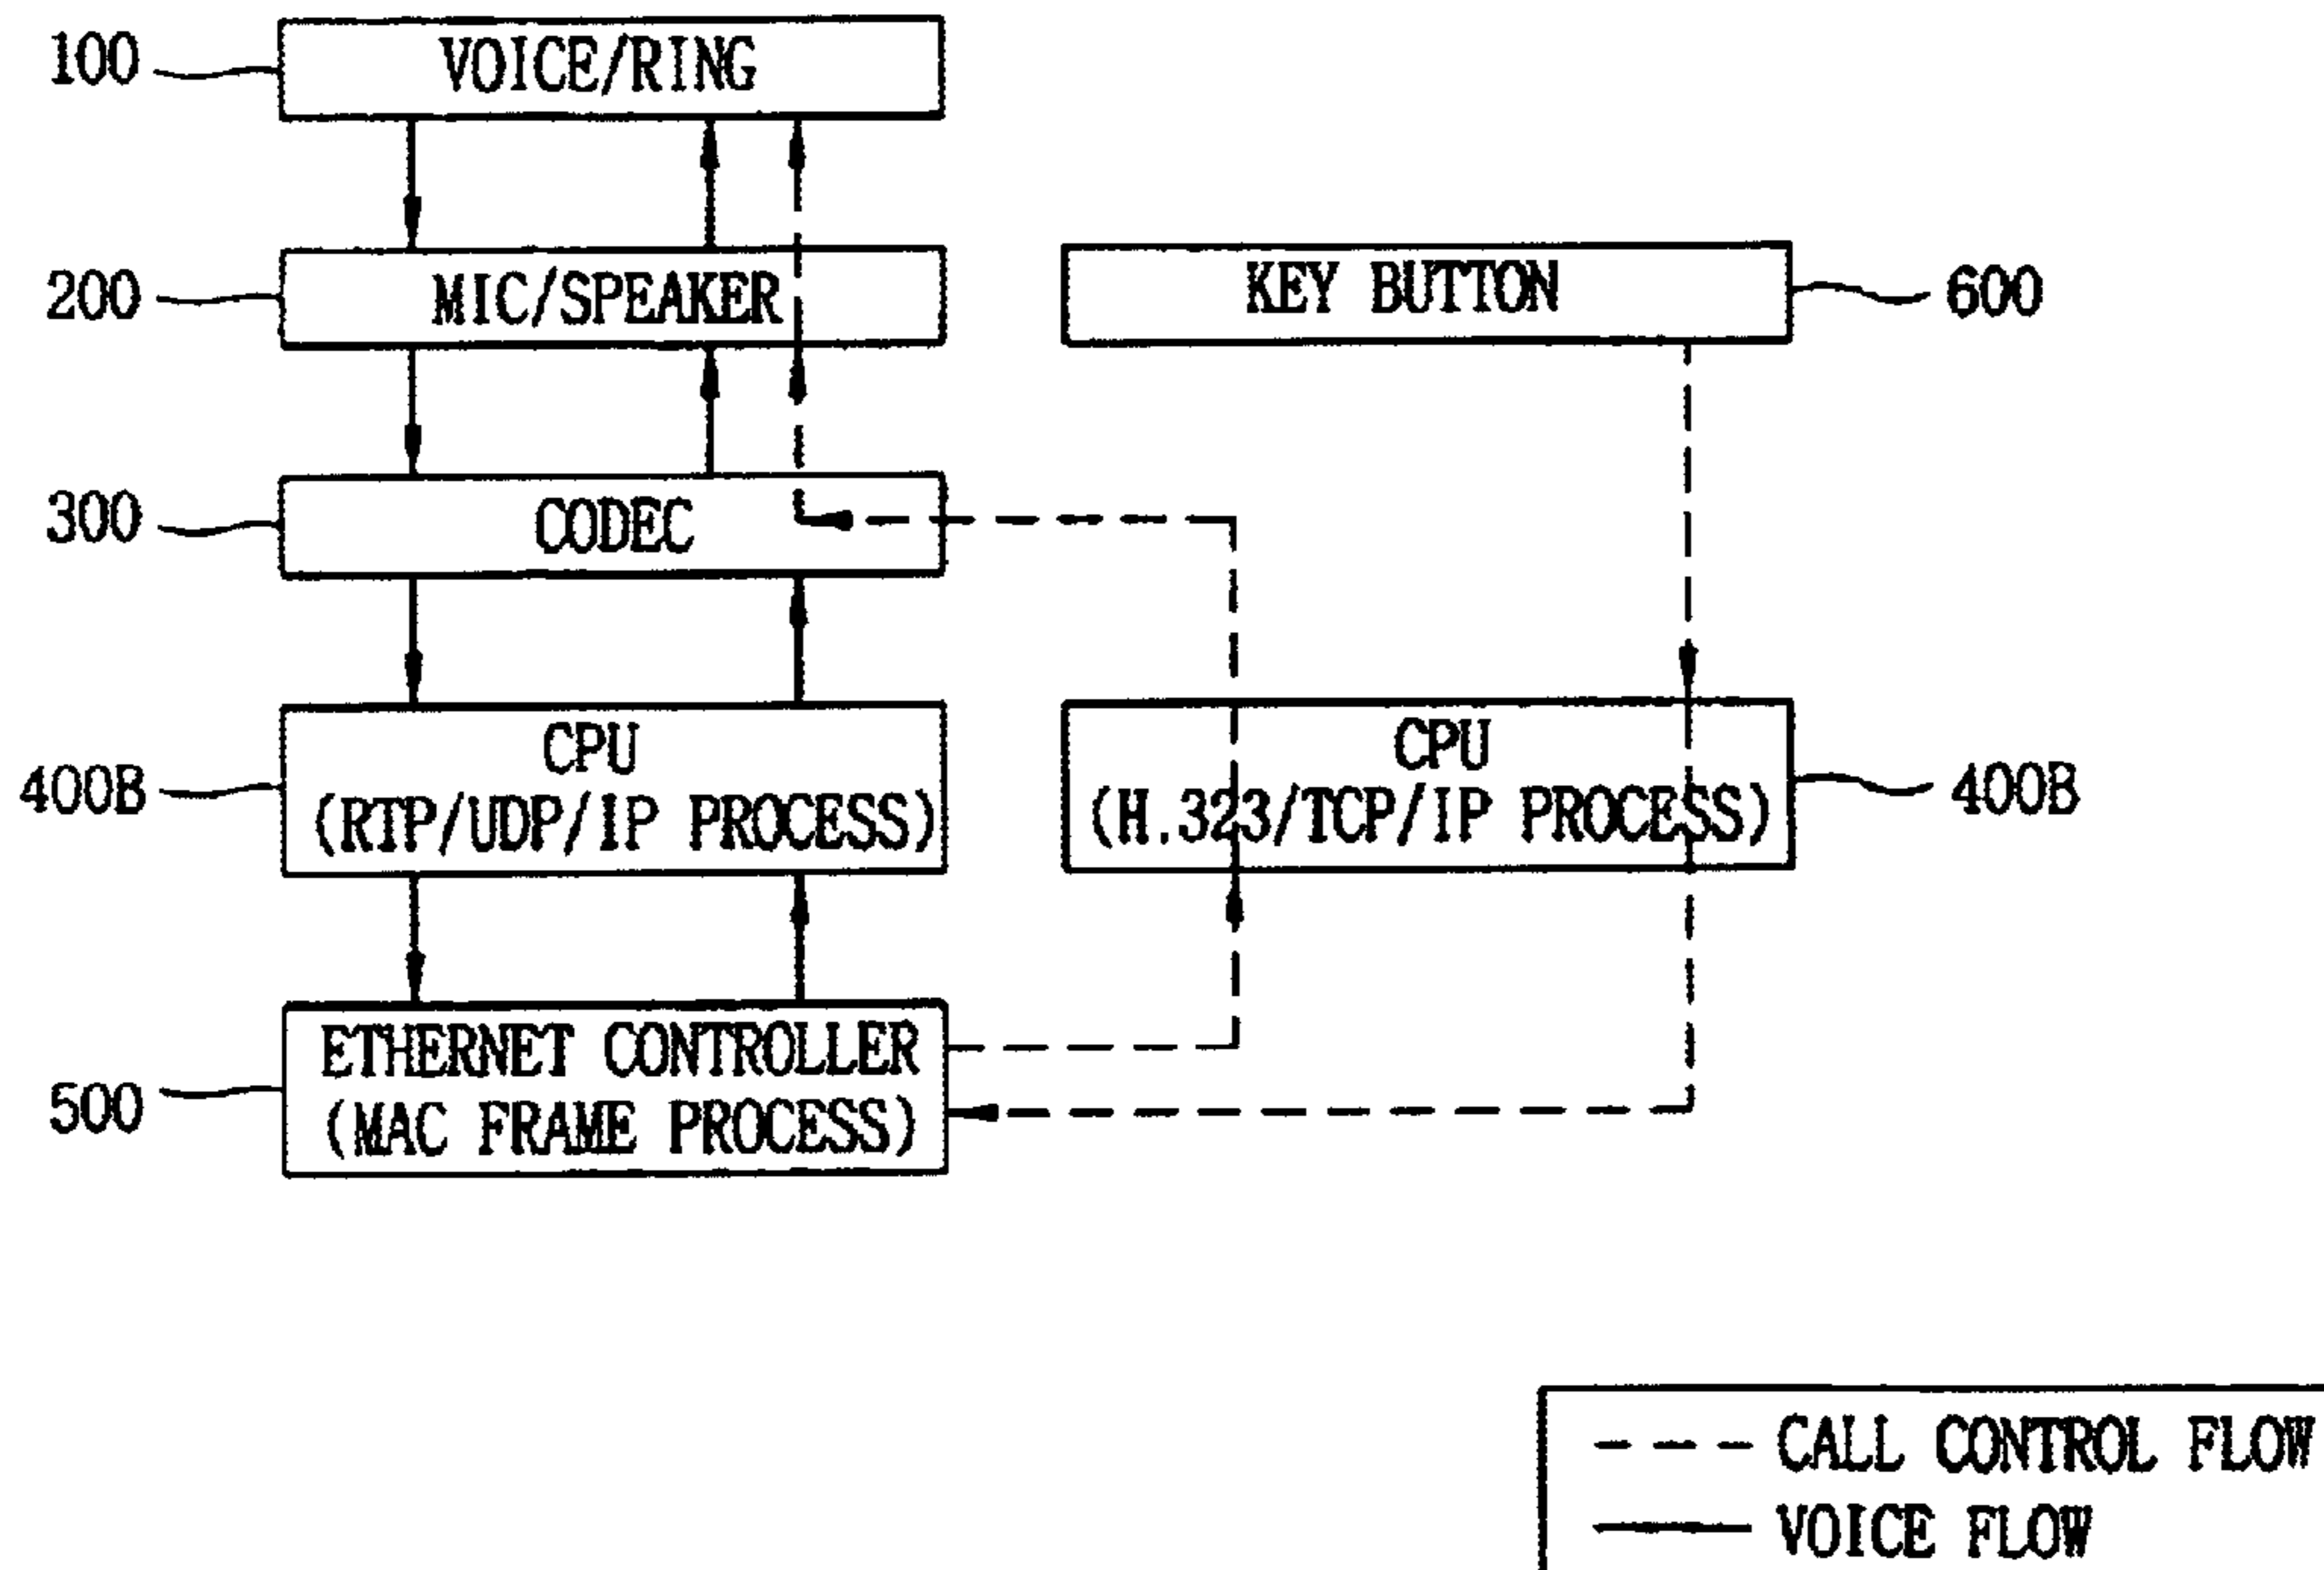 100
VOICE/RING
200
MIC/SPEAKER
KEY BUTTON
600
300
CODEC
400B
CPU
(RTP/UDP/IP PROCESS)
CPU
(H.323/TCP/IP PROCESS)
400B
500
ETHERNET CONTROLLER
(MAC FRAME PROCESS)
CALL CONTROL FLOW
VOICE FLOW